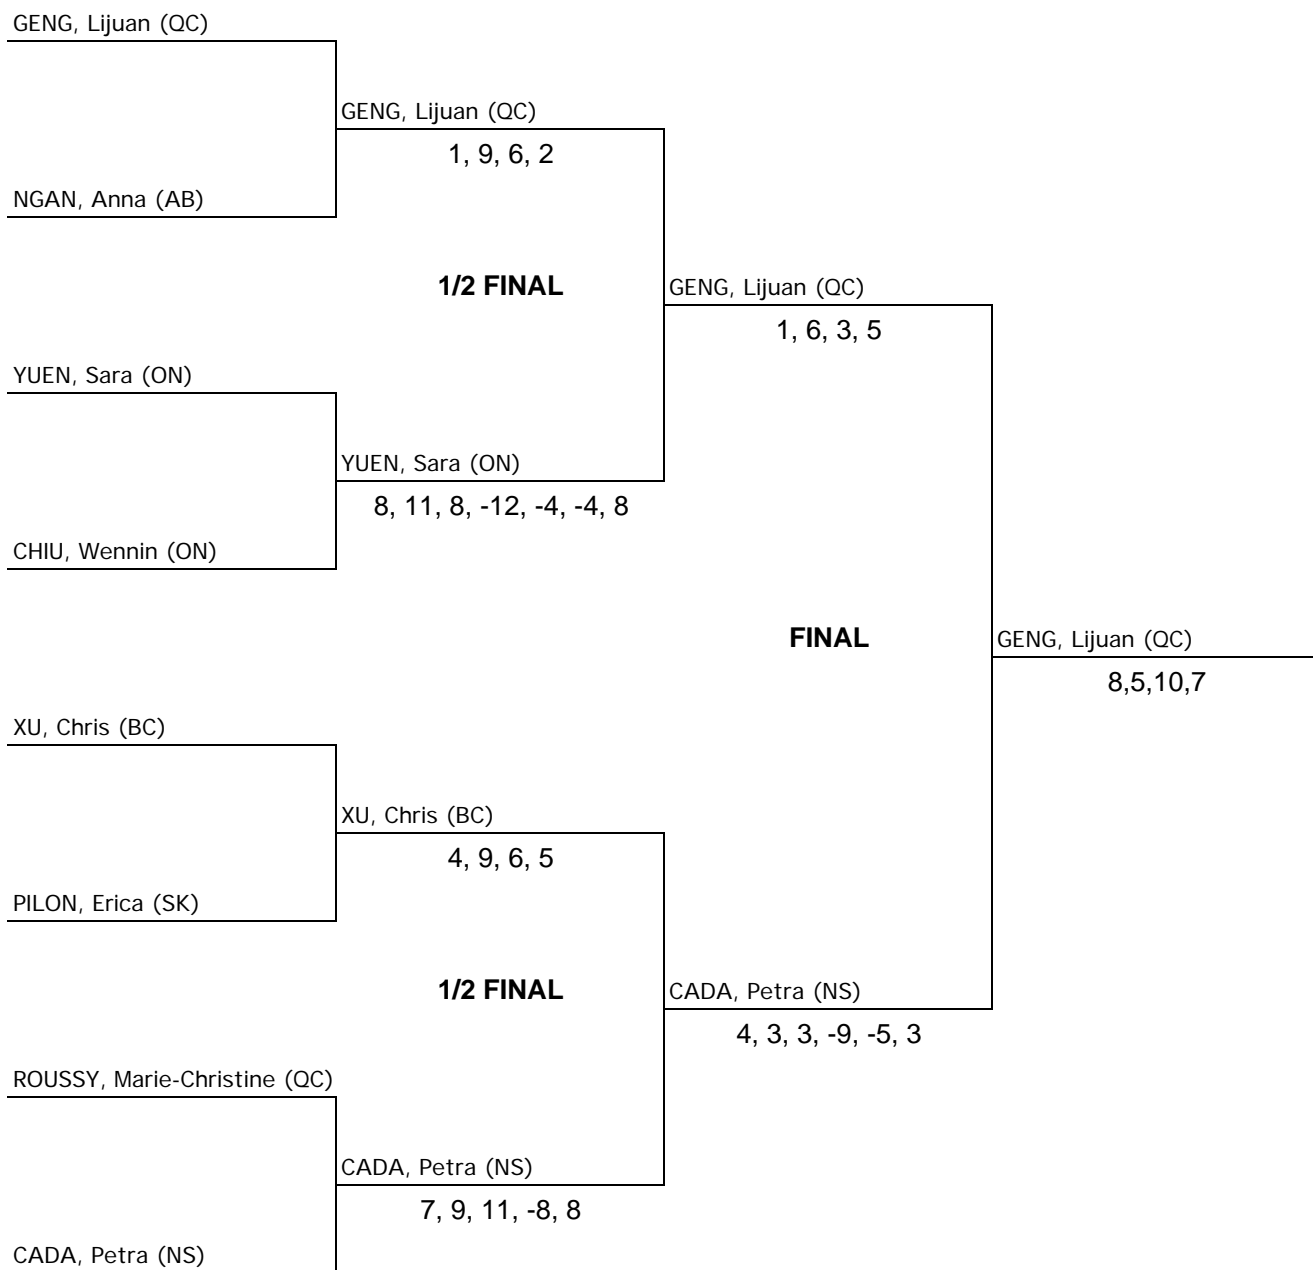 GENG, Lijuan (QC)
GENG, Lijuan (QC)
1, 9, 6, 2
NGAN, Anna (AB)
1/2 FINAL
GENG, Lijuan (QC)
1, 6, 3, 5
YUEN, Sara (ON)
YUEN, Sara (ON)
8, 11, 8, -12, -4, -4, 8
CHIU, Wennin (ON)
FINAL
GENG, Lijuan (QC)
8,5,10,7
XU, Chris (BC)
XU, Chris (BC)
4, 9, 6, 5
PILON, Erica (SK)
1/2 FINAL
CADA, Petra (NS)
4, 3, 3, -9, -5, 3
ROUSSY, Marie-Christine (QC)
CADA, Petra (NS)
7, 9, 11, -8, 8
CADA, Petra (NS)